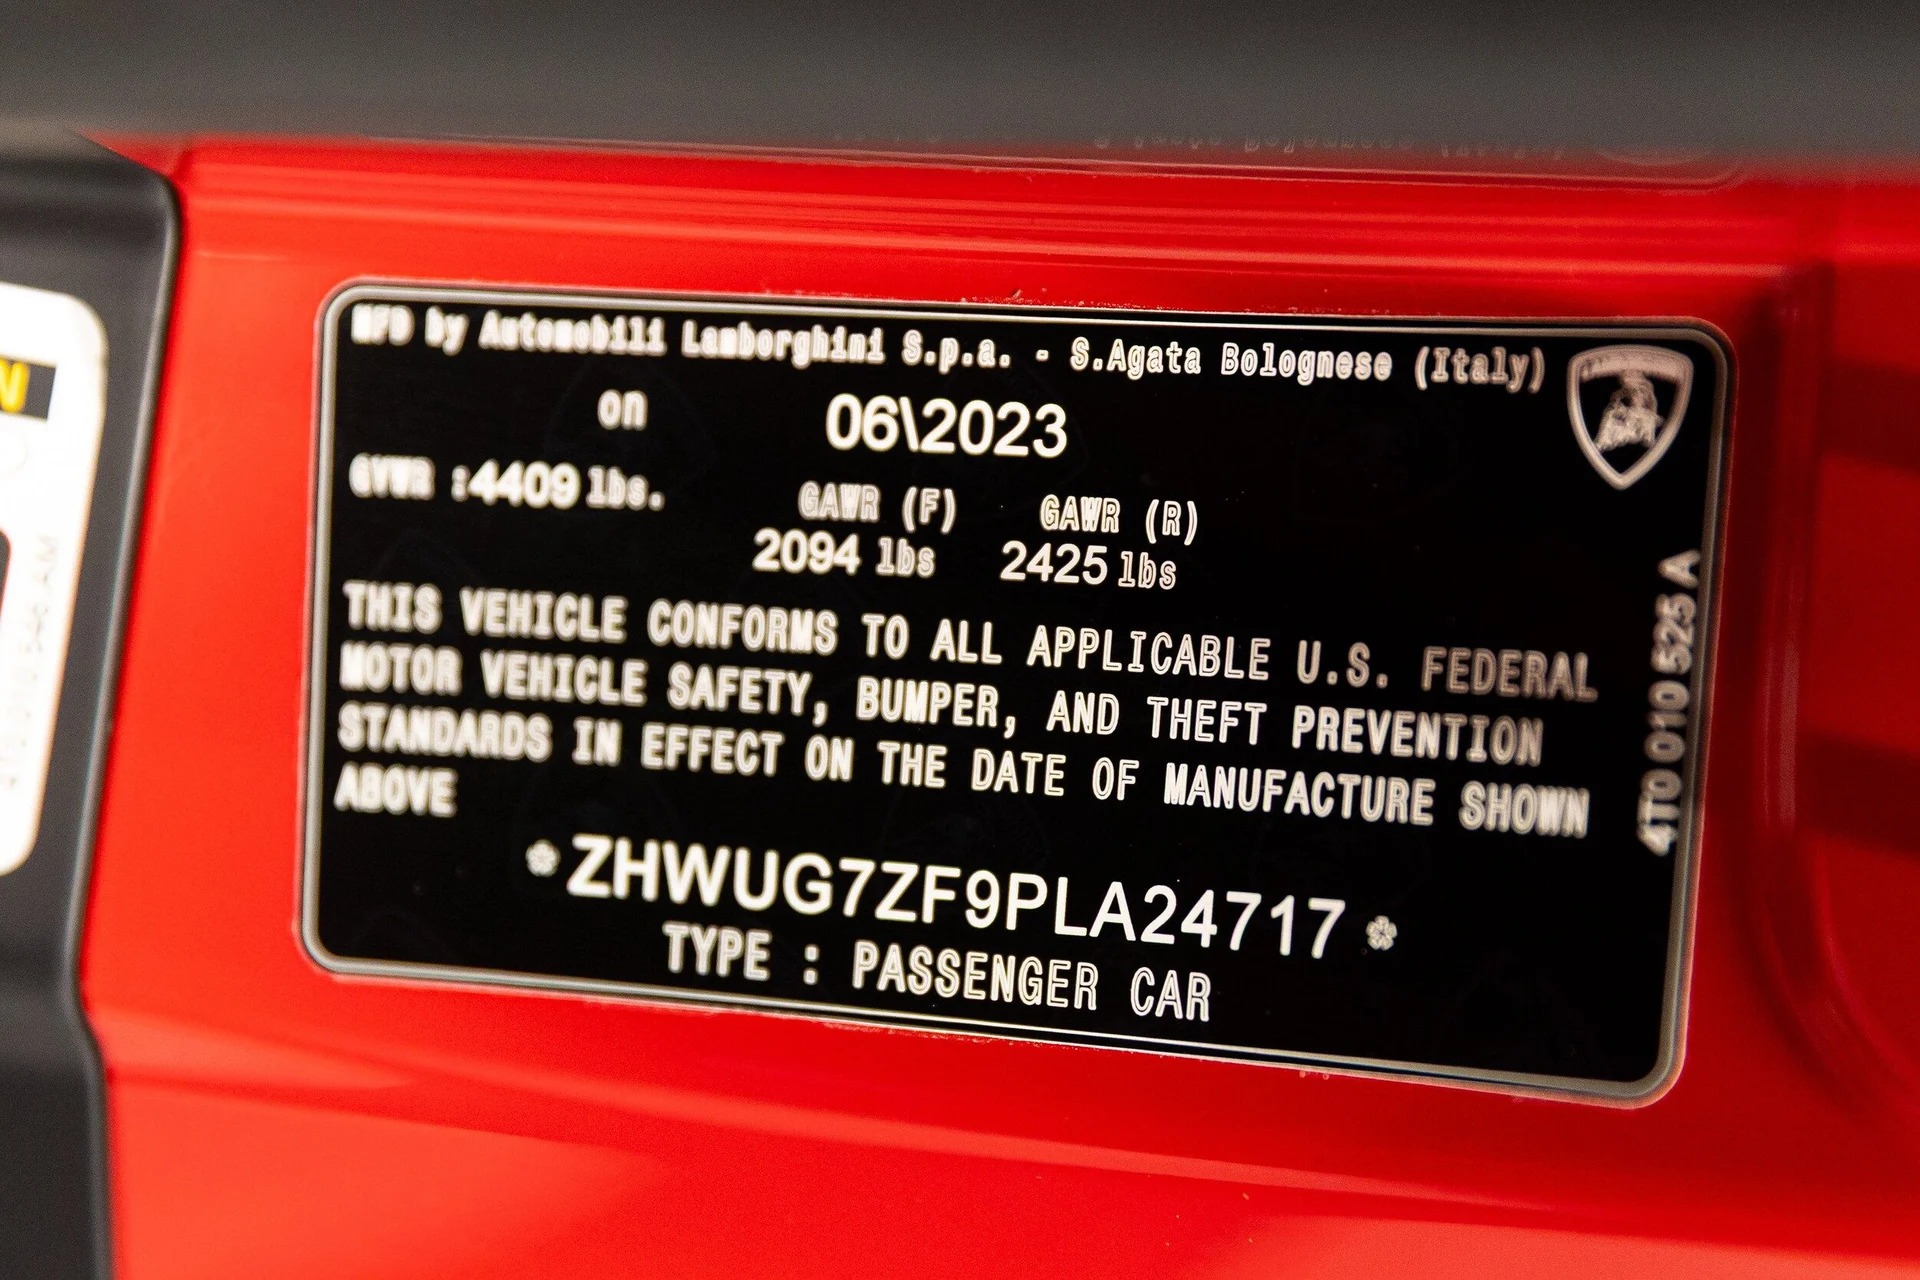 MFD by Automobili Lamborghini S.p.a. - S.Agata Bolognese (Italy)
on 06\2023
GVWR :4409 lbs. GAWR (F) GAWR (R)
2094 lbs 2425 lbs
THIS VEHICLE CONFORMS TO ALL APPLICABLE U.S. FEDERAL
MOTOR VEHICLE SAFETY, BUMPER, AND THEFT PREVENTION
STANDARDS IN EFFECT ON THE DATE OF MANUFACTURE SHOWN
ABOVE
*ZHWUG7ZF9PLA24717*
TYPE : PASSENGER CAR
4T0 010 525 A
LAMBORGHINI
N